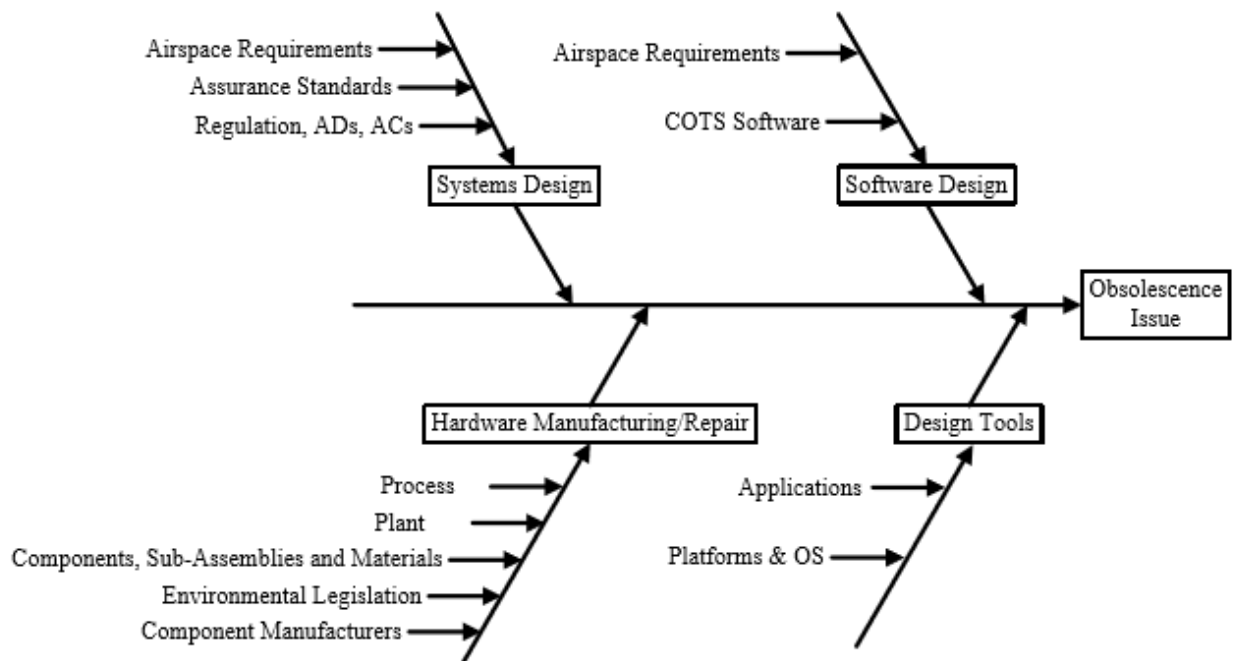 Airspace Requirements
Assurance Standards
Regulation, ADs, ACs
Systems Design
Airspace Requirements
COTS Software
Software Design
Obsolescence
Issue
Hardware Manufacturing/Repair
Process
Plant
Components, Sub-Assemblies and Materials
Environmental Legislation
Component Manufacturers
Design Tools
Applications
Platforms & OS